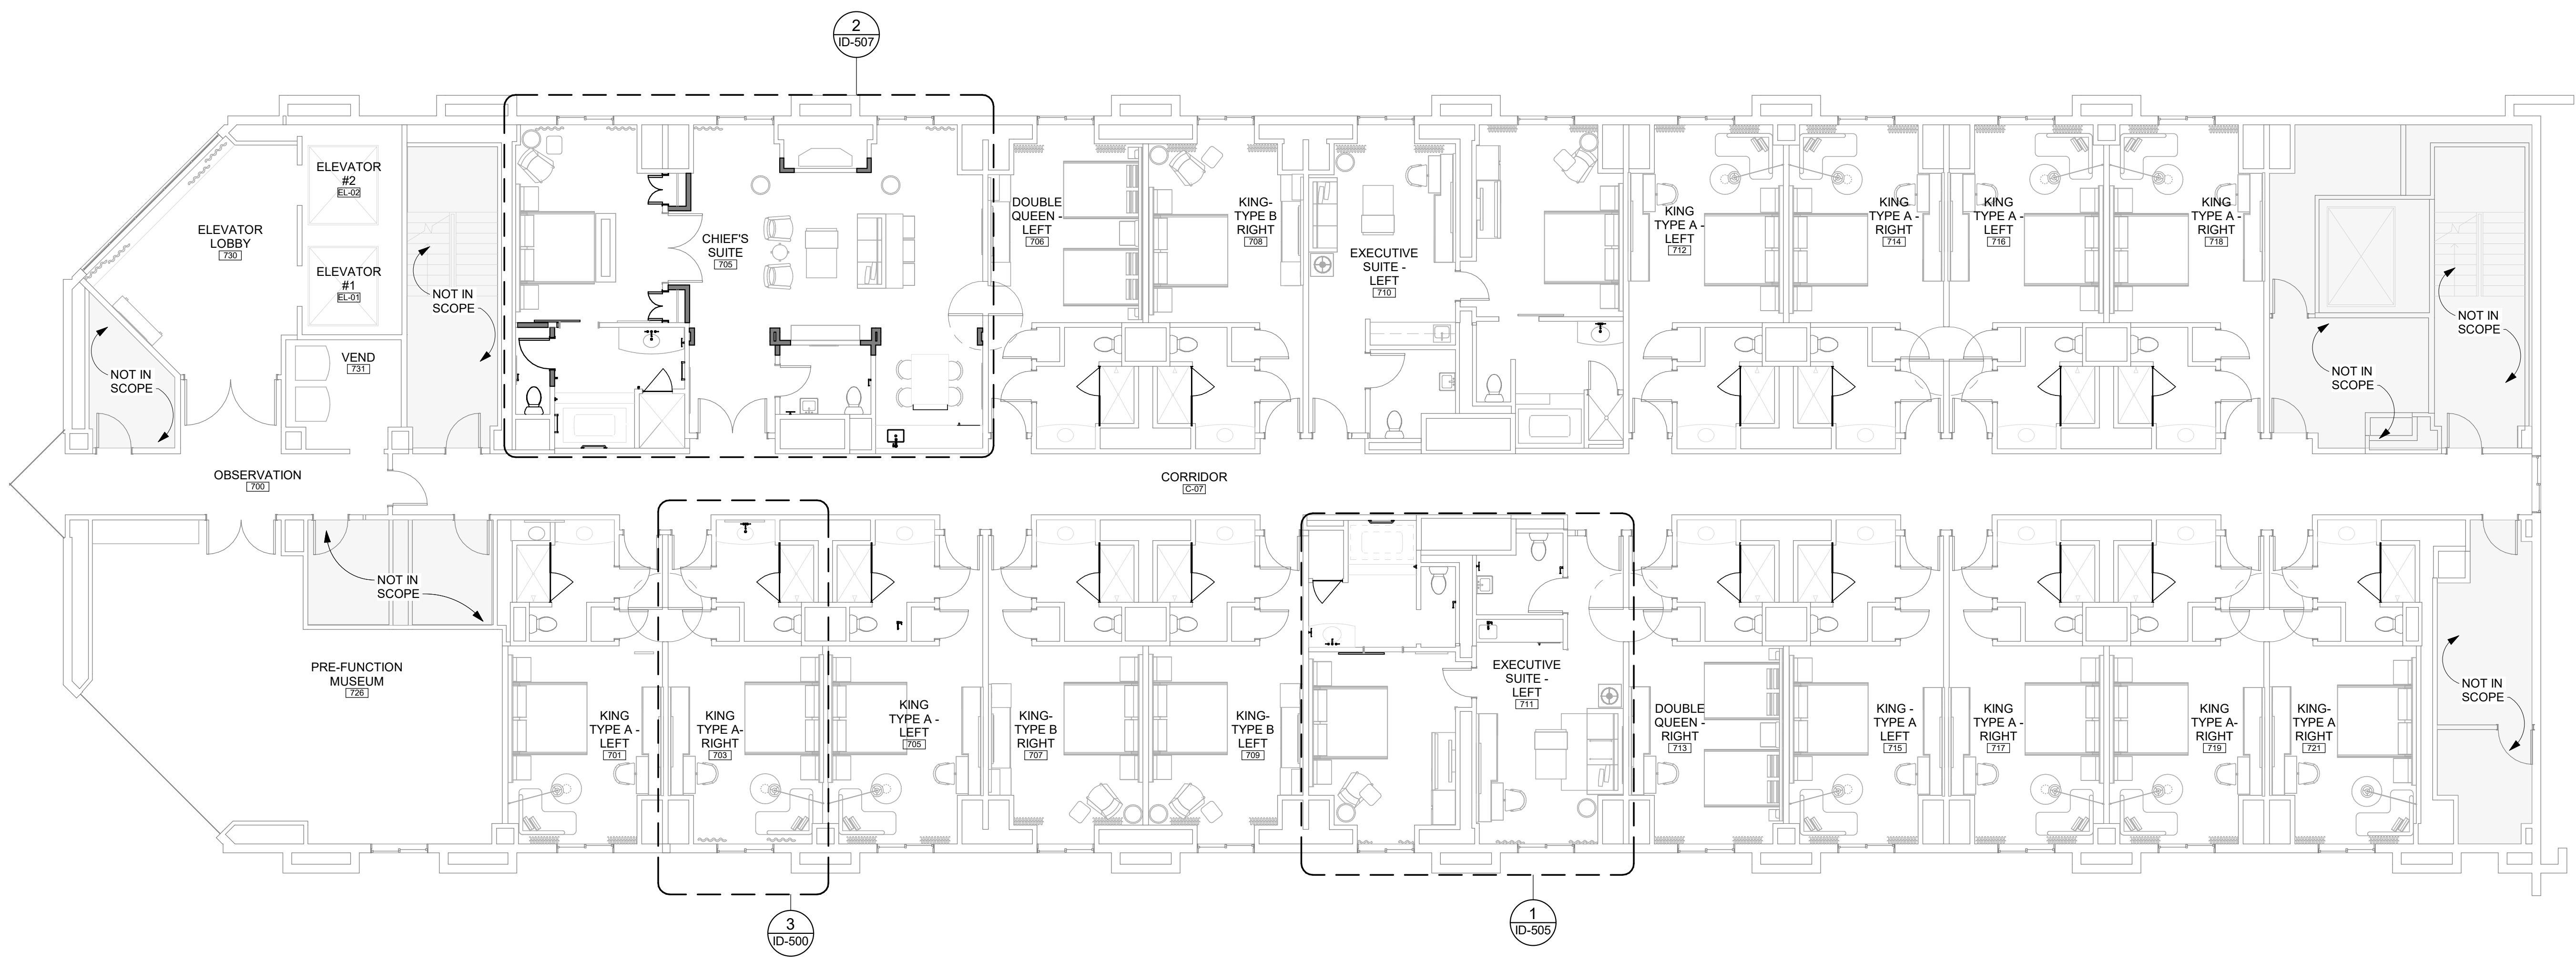 2
ID-507
ELEVATOR
#2
EL-02
ELEVATOR
LOBBY
730
ELEVATOR
#1
EL-01
NOT IN
SCOPE
VEND
731
NOT IN
SCOPE
CHIEF'S
SUITE
705
DOUBLE
QUEEN -
LEFT
706
KING-
TYPE B
RIGHT
708
EXECUTIVE
SUITE -
LEFT
710
KING
TYPE A -
LEFT
712
KING
TYPE A -
RIGHT
714
KING
TYPE A -
LEFT
716
KING
TYPE A -
RIGHT
718
NOT IN
SCOPE
NOT IN
SCOPE
OBSERVATION
700
CORRIDOR
C-07
NOT IN
SCOPE
PRE-FUNCTION
MUSEUM
726
KING
TYPE A -
LEFT
701
KING
TYPE A-
RIGHT
703
KING
TYPE A -
LEFT
705
KING-
TYPE B
RIGHT
707
KING-
TYPE B
LEFT
709
EXECUTIVE
SUITE -
LEFT
711
DOUBLE
QUEEN -
RIGHT
713
KING -
TYPE A
LEFT
715
KING
TYPE A -
RIGHT
717
KING
TYPE A-
RIGHT
719
KING-
TYPE A
RIGHT
721
NOT IN
SCOPE
3
ID-500
1
ID-505